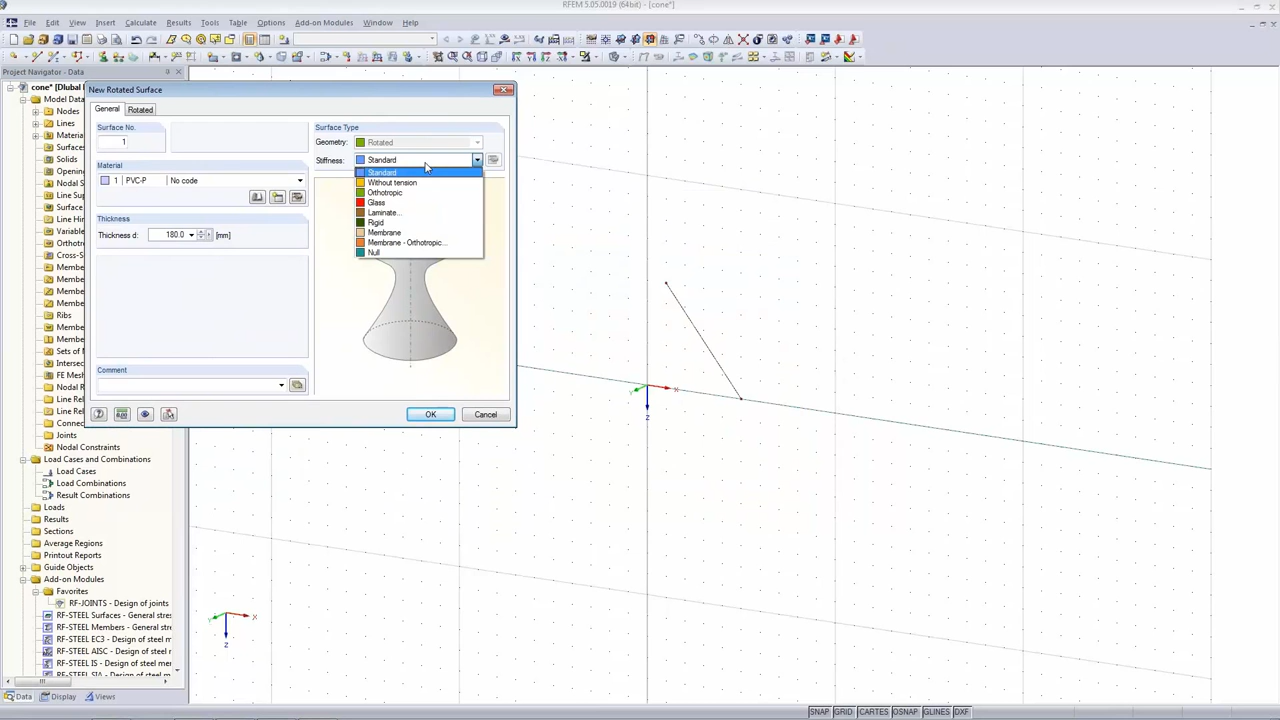 RFEM 5.05.0019 (64bit) - [cone*]
File Edit View Insert Calculate Results Tools Table Options Add-on Modules Window Help
Project Navigator - Data
cone* [Dlubal
Model Data
Nodes
Lines
Materia
Surface
Solids
Openin
Nodal S
Line Su
Surface
Line Hi
Variabl
Orthotr
Cross-S
Membe
Membe
Membe
Membe
Ribs
Membe
Membe
Sets of M
Intersec
FE Mesh
Nodal R
Line Re
Line Re
Connec
Joints
Nodal Constraints
Load Cases and Combinations
Load Cases
Load Combinations
Result Combinations
Loads
Results
Sections
Average Regions
Printout Reports
Guide Objects
Add-on Modules
Favorites
RF-JOINTS - Design of joints
RF-STEEL Surfaces - General stres
RF-STEEL Members - General stre
RF-STEEL EC3 - Design of steel m
RF-STEEL AISC - Design of steel
RF-STEEL IS - Design of steel me
Data Display Views
New Rotated Surface
General Rotated
Surface No.
1
Material
1 PVC-P No code
Thickness
Thickness d: 180.0 [mm]
Comment
Surface Type
Geometry: Rotated
Stiffness: Standard
Standard
Without tension
Orthotropic
Glass
Laminate...
Rigid
Membrane
Membrane - Orthotropic...
Null
OK Cancel
X
Y
Z
X
Y
Z
SNAP GRID CARTES OSNAP GLINES DXF